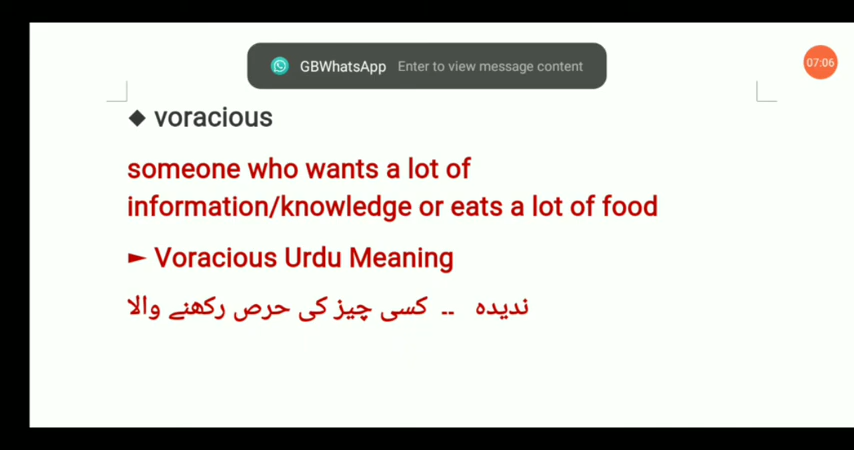 GBWhatsApp Enter to view message content
07:06
◆ voracious
someone who wants a lot of
information/knowledge or eats a lot of food
► Voracious Urdu Meaning
ندیدہ -- کسی چیز کی حرص رکھنے والا